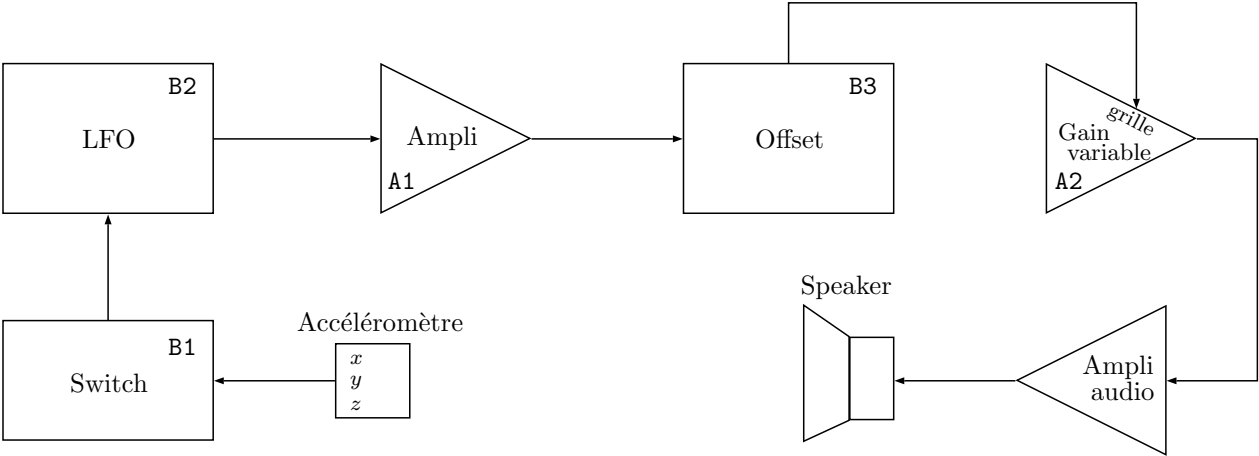 B2
LFO
Ampli
A1
B3
Offset
grille
Gain
variable
A2
Speaker
Accéléromètre
B1
Switch
x
y
z
Ampli
audio